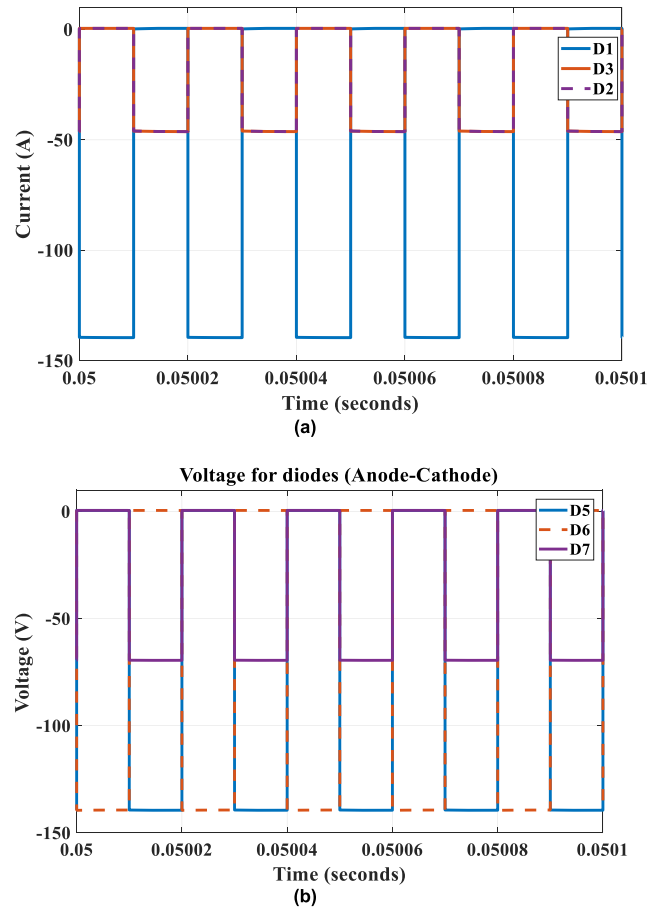 0
-50
-100
-150
Current (A)
D1
D3
D2
0.05 0.05002 0.05004 0.05006 0.05008 0.0501
Time (seconds)
(a)
Voltage for diodes (Anode-Cathode)
0
-50
-100
-150
Voltage (V)
D5
D6
D7
0.05 0.05002 0.05004 0.05006 0.05008 0.0501
Time (seconds)
(b)